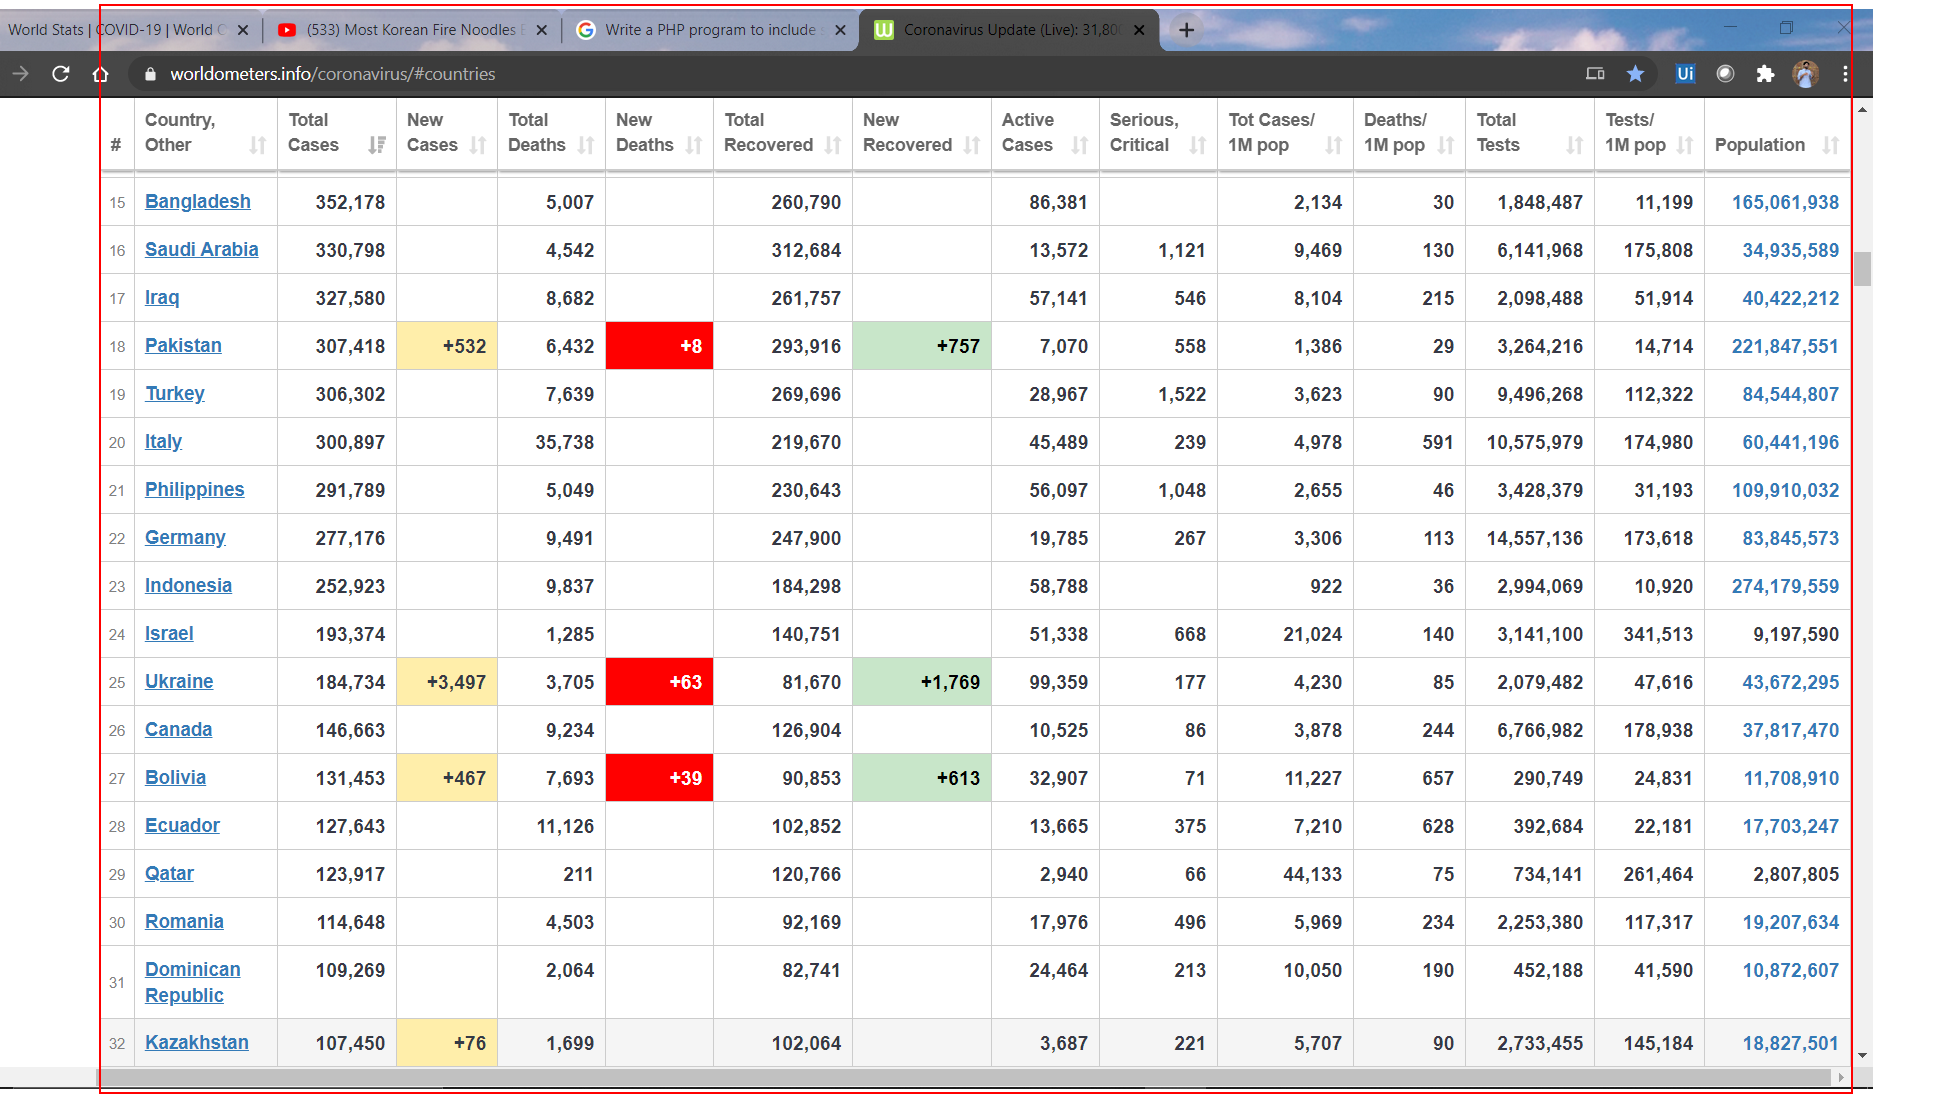 World Stats | COVID-19 | World
(533) Most Korean Fire Noodles
Write a PHP program to include
Coronavirus Update (Live): 31,800
worldometers.info/coronavirus/#countries
Ui
# Country, Other Total Cases New Cases Total Deaths New Deaths Total Recovered New Recovered Active Cases Serious, Critical Tot Cases/ 1M pop Deaths/ 1M pop Total Tests Tests/ 1M pop Population
15 Bangladesh 352,178 5,007 260,790 86,381 2,134 30 1,848,487 11,199 165,061,938
16 Saudi Arabia 330,798 4,542 312,684 13,572 1,121 9,469 130 6,141,968 175,808 34,935,589
17 Iraq 327,580 8,682 261,757 57,141 546 8,104 215 2,098,488 51,914 40,422,212
18 Pakistan 307,418 +532 6,432 +8 293,916 +757 7,070 558 1,386 29 3,264,216 14,714 221,847,551
19 Turkey 306,302 7,639 269,696 28,967 1,522 3,623 90 9,496,268 112,322 84,544,807
20 Italy 300,897 35,738 219,670 45,489 239 4,978 591 10,575,979 174,980 60,441,196
21 Philippines 291,789 5,049 230,643 56,097 1,048 2,655 46 3,428,379 31,193 109,910,032
22 Germany 277,176 9,491 247,900 19,785 267 3,306 113 14,557,136 173,618 83,845,573
23 Indonesia 252,923 9,837 184,298 58,788 922 36 2,994,069 10,920 274,179,559
24 Israel 193,374 1,285 140,751 51,338 668 21,024 140 3,141,100 341,513 9,197,590
25 Ukraine 184,734 +3,497 3,705 +63 81,670 +1,769 99,359 177 4,230 85 2,079,482 47,616 43,672,295
26 Canada 146,663 9,234 126,904 10,525 86 3,878 244 6,766,982 178,938 37,817,470
27 Bolivia 131,453 +467 7,693 +39 90,853 +613 32,907 71 11,227 657 290,749 24,831 11,708,910
28 Ecuador 127,643 11,126 102,852 13,665 375 7,210 628 392,684 22,181 17,703,247
29 Qatar 123,917 211 120,766 2,940 66 44,133 75 734,141 261,464 2,807,805
30 Romania 114,648 4,503 92,169 17,976 496 5,969 234 2,253,380 117,317 19,207,634
31 Dominican Republic 109,269 2,064 82,741 24,464 213 10,050 190 452,188 41,590 10,872,607
32 Kazakhstan 107,450 +76 1,699 102,064 3,687 221 5,707 90 2,733,455 145,184 18,827,501